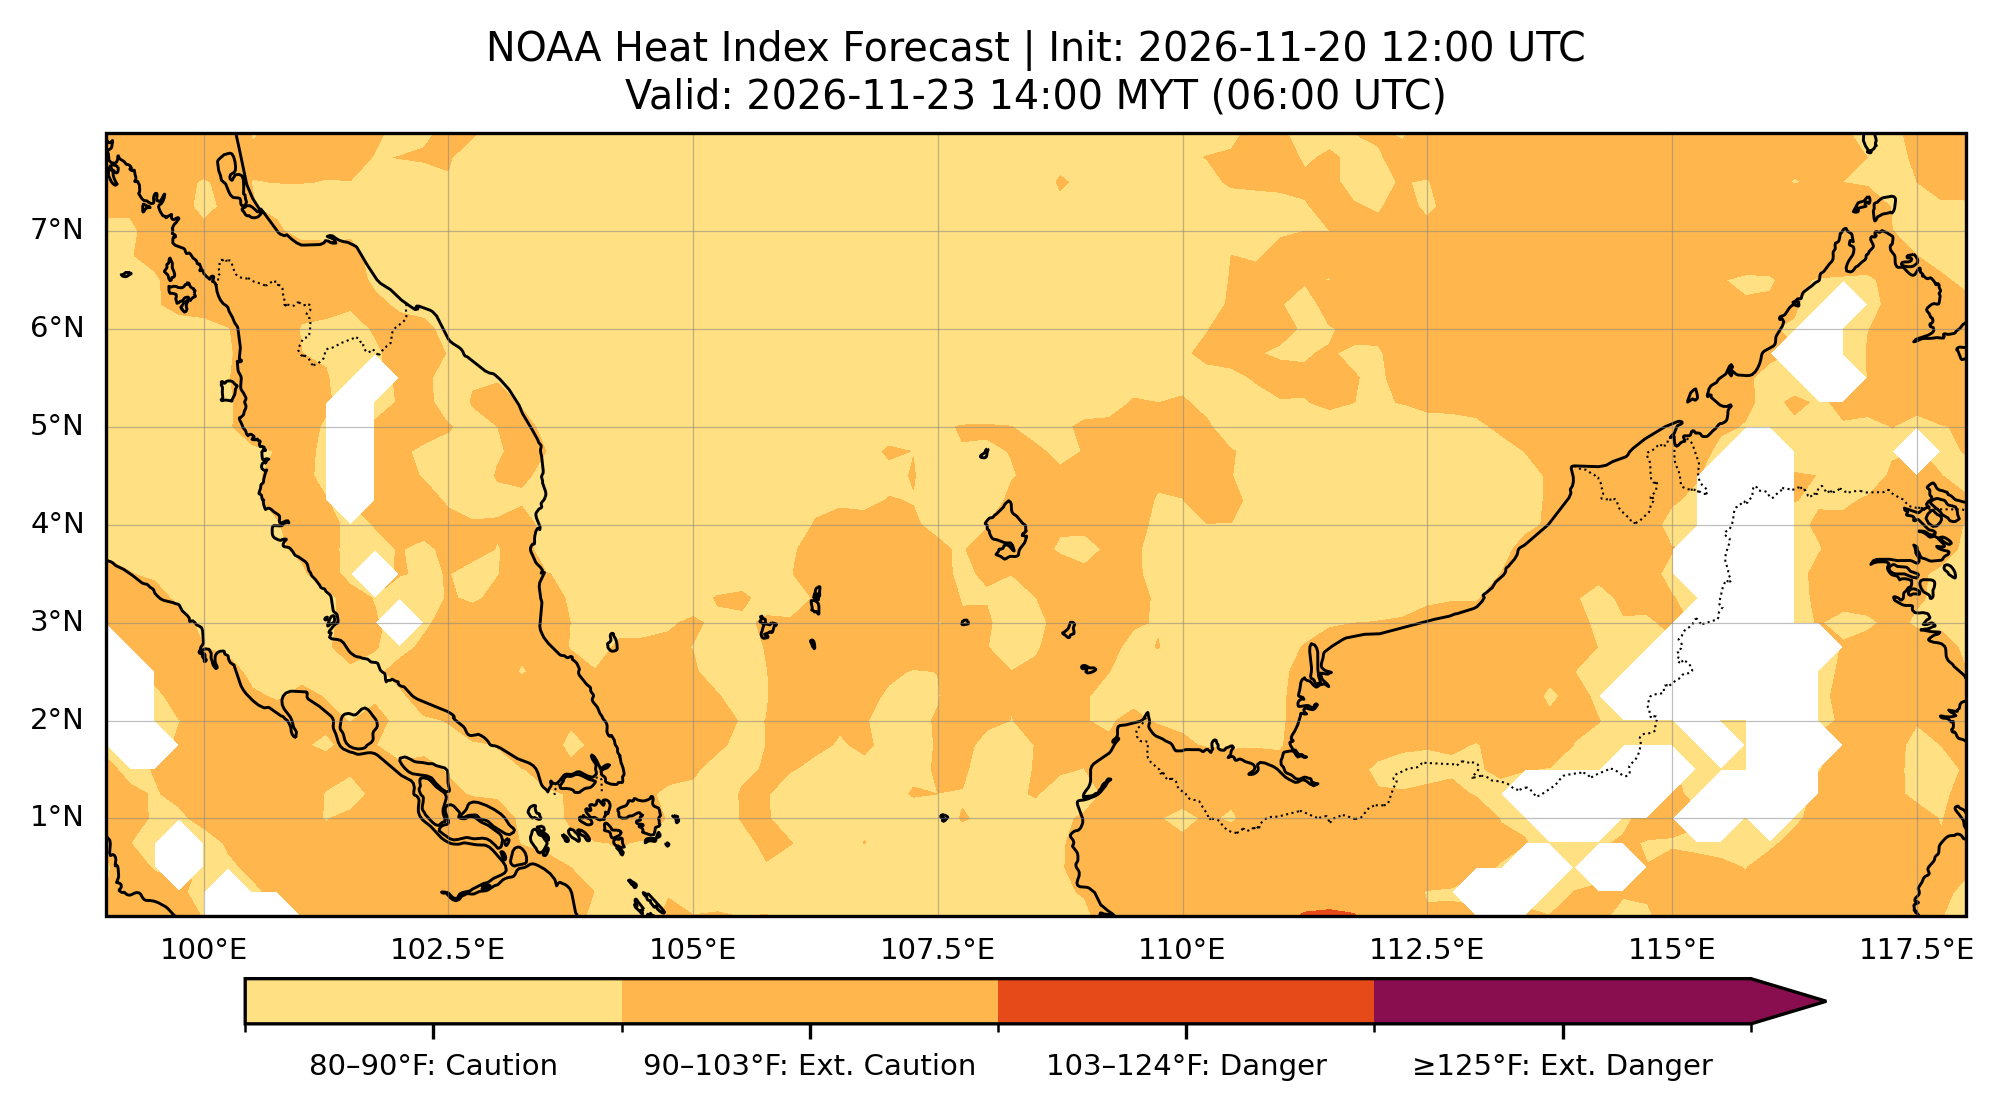 NOAA Heat Index Forecast | Init: 2026-11-20 12:00 UTC
Valid: 2026-11-23 14:00 MYT (06:00 UTC)
7°N
6°N
5°N
4°N
3°N
2°N
1°N
100°E 102.5°E 105°E 107.5°E 110°E 112.5°E 115°E 117.5°E
80–90°F: Caution 90–103°F: Ext. Caution 103–124°F: Danger ≥125°F: Ext. Danger